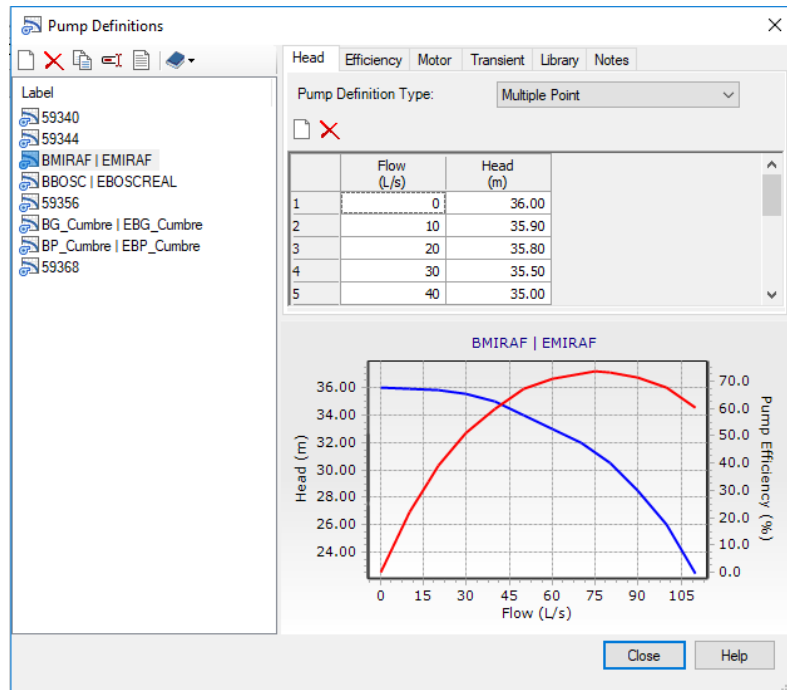 Pump Definitions
Label
59340
59344
BMIRAF | EMIRAF
BBOSC | EBOSCREAL
59356
BG_Cumbre | EBG_Cumbre
BP_Cumbre | EBP_Cumbre
59368
Head Efficiency Motor Transient Library Notes
Pump Definition Type: Multiple Point
Flow (L/s) Head (m)
1 0 36.00
2 10 35.90
3 20 35.80
4 30 35.50
5 40 35.00
BMIRAF | EMIRAF
Head (m)
36.00
34.00
32.00
30.00
28.00
26.00
24.00
70.0
60.0
50.0
40.0
30.0
20.0
10.0
0.0
Pump Efficiency (%)
0 15 30 45 60 75 90 105
Flow (L/s)
Close Help